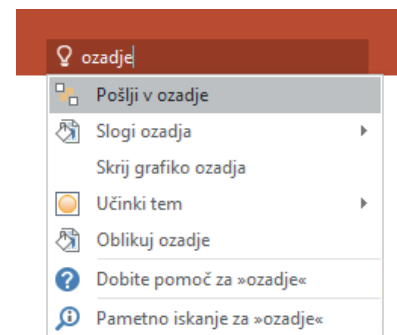 ozadje
Pošlji v ozadje
Slogi ozadja
Skrij grafiko ozadja
Učinki tem
Oblikuj ozadje
Dobite pomoč za »ozadje«
Pametno iskanje za »ozadje«